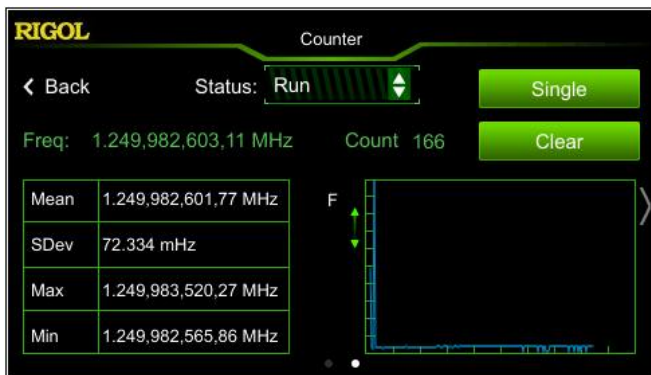 RIGOL
Counter
Back Status: Run Single
Freq: 1.249,982,603,11 MHz Count 166 Clear
Mean 1.249,982,601,77 MHz F
SDev 72.334 mHz
Max 1.249,983,520,27 MHz
Min 1.249,982,565,86 MHz